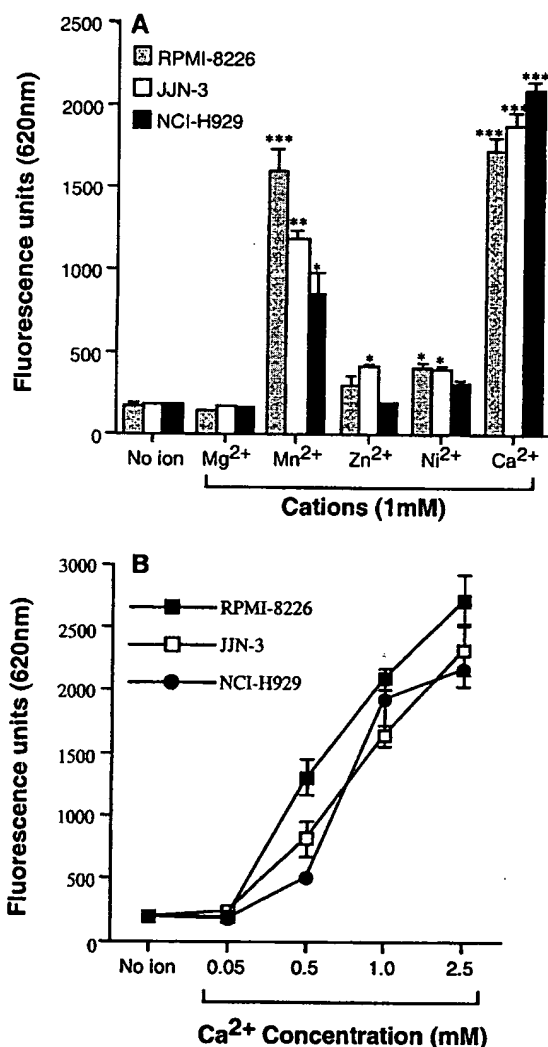 A
Fluorescence units (620nm)
2500
2000
1500
1000
500
0
RPMI-8226
JJN-3
NCI-H929
***
**
*
*
*
*
***
***
***
No ion Mg2+ Mn2+ Zn2+ Ni2+ Ca2+
Cations (1mM)
B
Fluorescence units (620nm)
3000
2500
2000
1500
1000
500
0
RPMI-8226
JJN-3
NCI-H929
No ion 0.05 0.5 1.0 2.5
Ca2+ Concentration (mM)